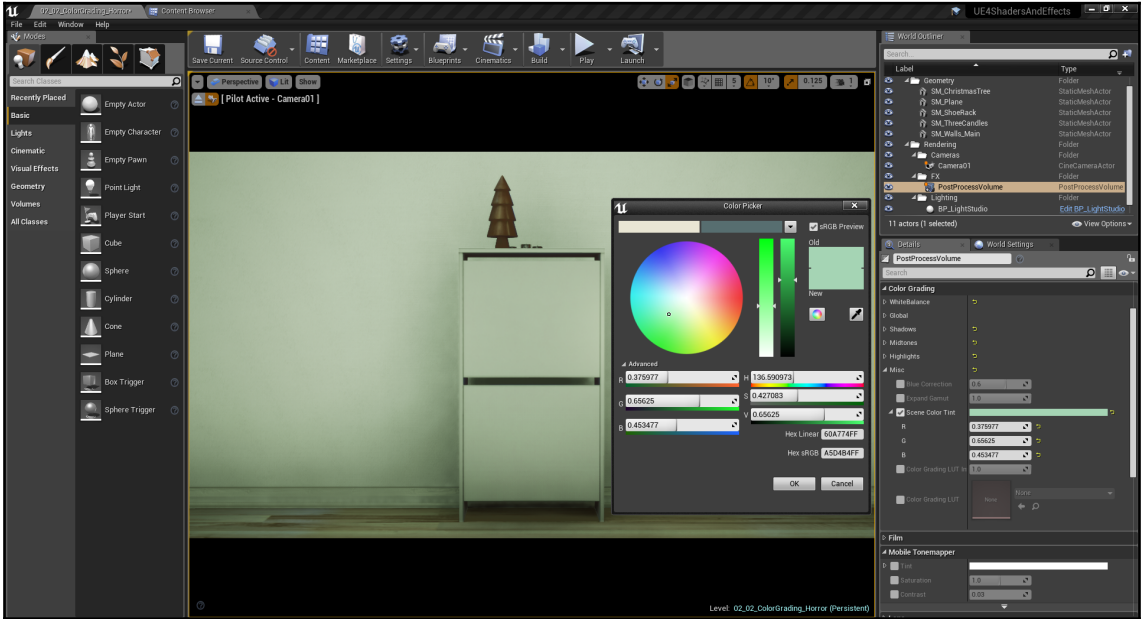 02_02_ColorGrading_Horror•
Content Browser
UE4ShadersAndEffects
File Edit Window Help
Modes
Search Classes
Recently Placed
Basic
Lights
Cinematic
Visual Effects
Geometry
Volumes
All Classes
Empty Actor
Empty Character
Empty Pawn
Point Light
Player Start
Cube
Sphere
Cylinder
Cone
Plane
Box Trigger
Sphere Trigger
Save Current
Source Control
Content
Marketplace
Settings
Blueprints
Cinematics
Build
Play
Launch
Perspective
Lit
Show
5
10°
0.125
1
[ Pilot Active - Camera01 ]
Level: 02_02_ColorGrading_Horror (Persistent)
Color Picker
sRGB Preview
Old
New
Advanced
R 0.375977
G 0.65625
B 0.453477
H 136.590973
S 0.427083
V 0.65625
Hex Linear 60A774FF
Hex sRGB A5D4B4FF
OK
Cancel
World Outliner
Search...
Label Type
Geometry Folder
SM_ChristmasTree StaticMeshActor
SM_Plane StaticMeshActor
SM_ShoeRack StaticMeshActor
SM_ThreeCandles StaticMeshActor
SM_Walls_Main StaticMeshActor
Rendering Folder
Cameras Folder
Camera01 CineCameraActor
FX Folder
PostProcessVolume PostProcessVolume
Lighting Folder
BP_LightStudio Edit BP_LightStudio
11 actors (1 selected) View Options
Details
World Settings
PostProcessVolume
Search
Color Grading
WhiteBalance
Global
Shadows
Midtones
Highlights
Misc
Blue Correction 0.6
Expand Gamut 1.0
Scene Color Tint
R 0.375977
G 0.65625
B 0.453477
Color Grading LUT In 1.0
Color Grading LUT
None
None
Film
Mobile Tonemapper
Tint
Saturation 1.0
Contrast 0.03